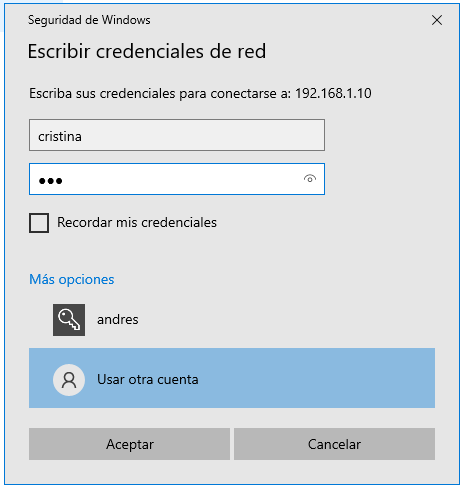 Seguridad de Windows
Escribir credenciales de red
Escriba sus credenciales para conectarse a: 192.168.1.10
cristina
●●●
Recordar mis credenciales
Más opciones
andres
Usar otra cuenta
Aceptar
Cancelar